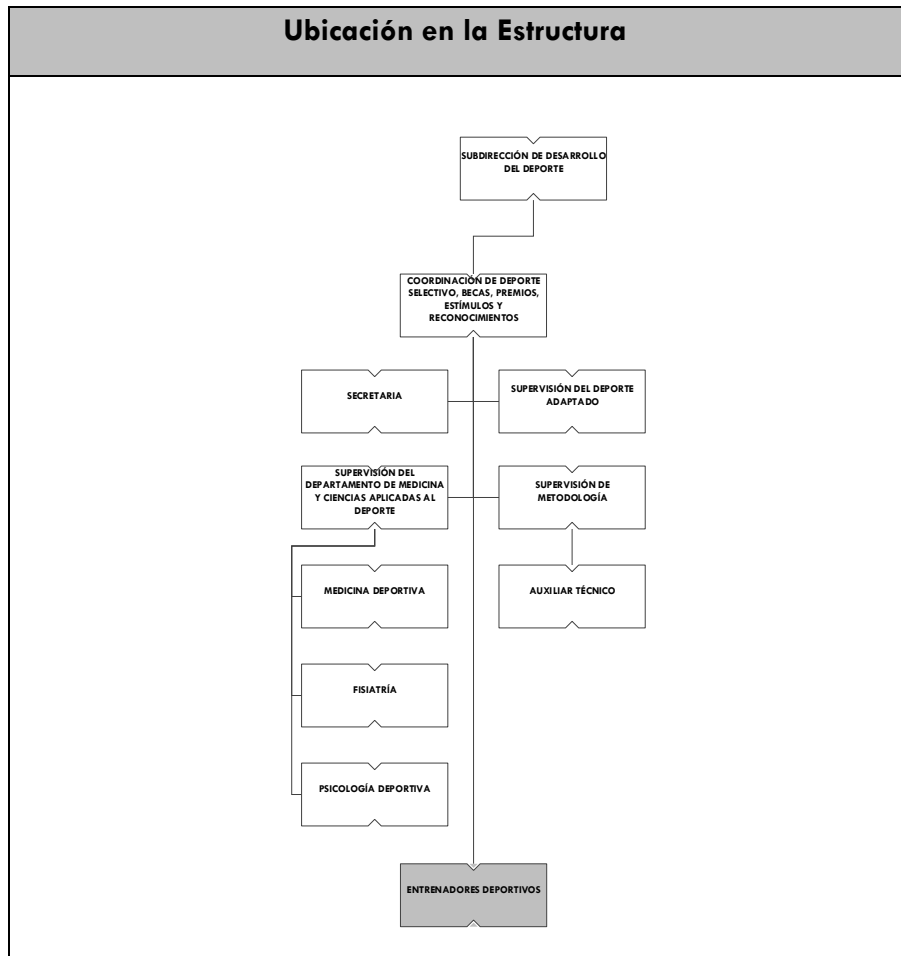 Ubicación en la Estructura
SUBDIRECCIÓN DE DESARROLLO
DEL DEPORTE
COORDINACIÓN DE DEPORTE
SELECTIVO, BECAS, PREMIOS,
ESTÍMULOS Y
RECONOCIMIENTOS
SECRETARIA
SUPERVISIÓN DEL DEPORTE
ADAPTADO
SUPERVISIÓN DEL
DEPARTAMENTO DE MEDICINA
Y CIENCIAS APLICADAS AL
DEPORTE
SUPERVISIÓN DE
METODOLOGÍA
MEDICINA DEPORTIVA
AUXILIAR TÉCNICO
FISIATRÍA
PSICOLOGÍA DEPORTIVA
ENTRENADORES DEPORTIVOS